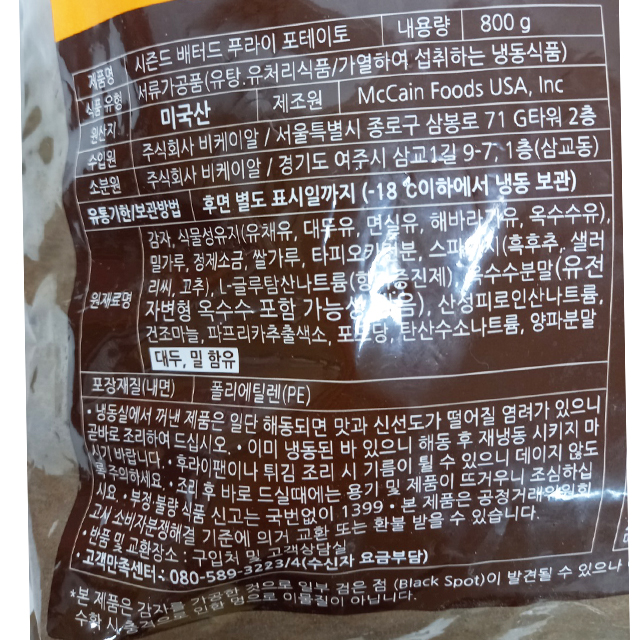 제품명 시즌드 배터드 푸라이 포테이토 내용량 800 g
식품 유형 서류가공품(유탕.유처리식품/가열하여 섭취하는 냉동식품)
원산지 미국산 제조원 McCain Foods USA, Inc
수입원 주식회사 비케이알 / 서울특별시 종로구 삼봉로 71 G타워 2층
소분원 주식회사 비케이알 / 경기도 여주시 삼교1길 9-7, 1층(삼교동)
유통기한/보관방법 후면 별도 표시일까지 (-18 ℃이하에서 냉동 보관)
감자, 식물성유지(유채유, 대두유, 면실유, 해바라기유, 옥수수유),
밀가루, 정제소금, 쌀가루, 타피오카전분, 스파이시(흑후추, 샐러
원재료명 리씨, 고추), L-글루탐산나트륨(향미증진제), 옥수수분말(유전
자변형 옥수수 포함 가능성 있음), 산성피로인산나트륨,
건조마늘, 파프리카추출색소, 포도당, 탄산수소나트륨, 양파분말
대두, 밀 함유
포장재질(내면) 폴리에틸렌(PE)
• 냉동실에서 꺼낸 제품은 일단 해동되면 맛과 신선도가 떨어질 염려가 있으니
곧바로 조리하여 드십시오. • 이미 냉동된 바 있으니 해동 후 재냉동 시키지 마
시기 바랍니다. • 후라이팬이나 튀김 조리 시 기름이 튈 수 있으니 데이지 않도
록 주의하세요. • 조리 후 바로 드실때에는 용기 및 제품이 뜨거우니 조심하십
시요 • 부정·불량 식품 신고는 국번없이 1399 • 본 제품은 공정거래위원회
고시 소비자분쟁해결 기준에 의거 교환 또는 환불 받을 수 있습니다.
• 반품 및 교환장소 : 구입처 및 고객상담실
• 고객만족센터 : 080-589-3223/4(수신자 요금부담)
*본 제품은 감자를 가공한 것으로 일부 검은 점 (Black Spot)이 발견될 수 있으나
수확 시 충격으로 인한 멍으로 이물질이 아닙니다.